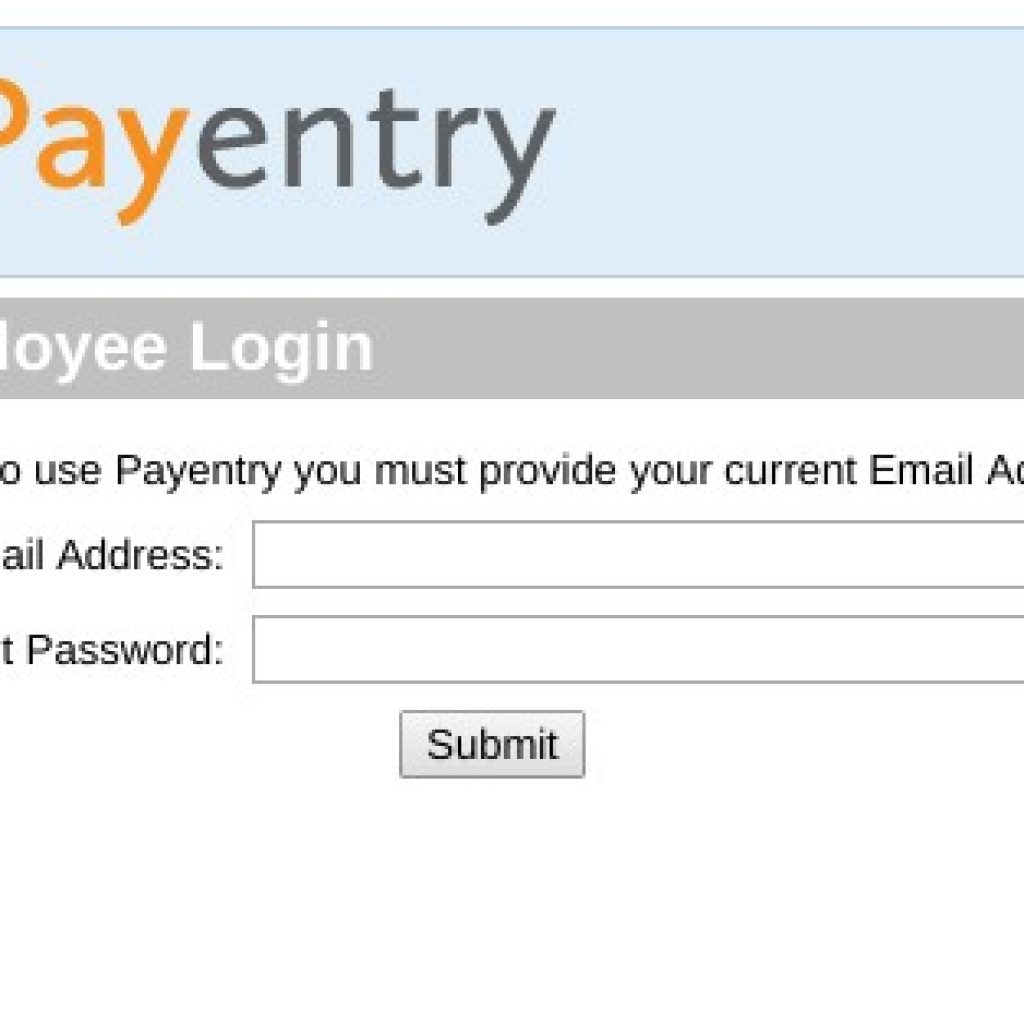 Payentry
loyee Login
o use Payentry you must provide your current Email Ad
ail Address:
t Password:
Submit